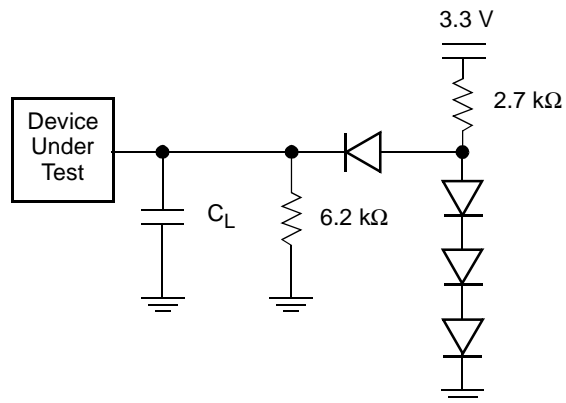 3.3 V
2.7 kΩ
Device
Under
Test
C_L
6.2 kΩ